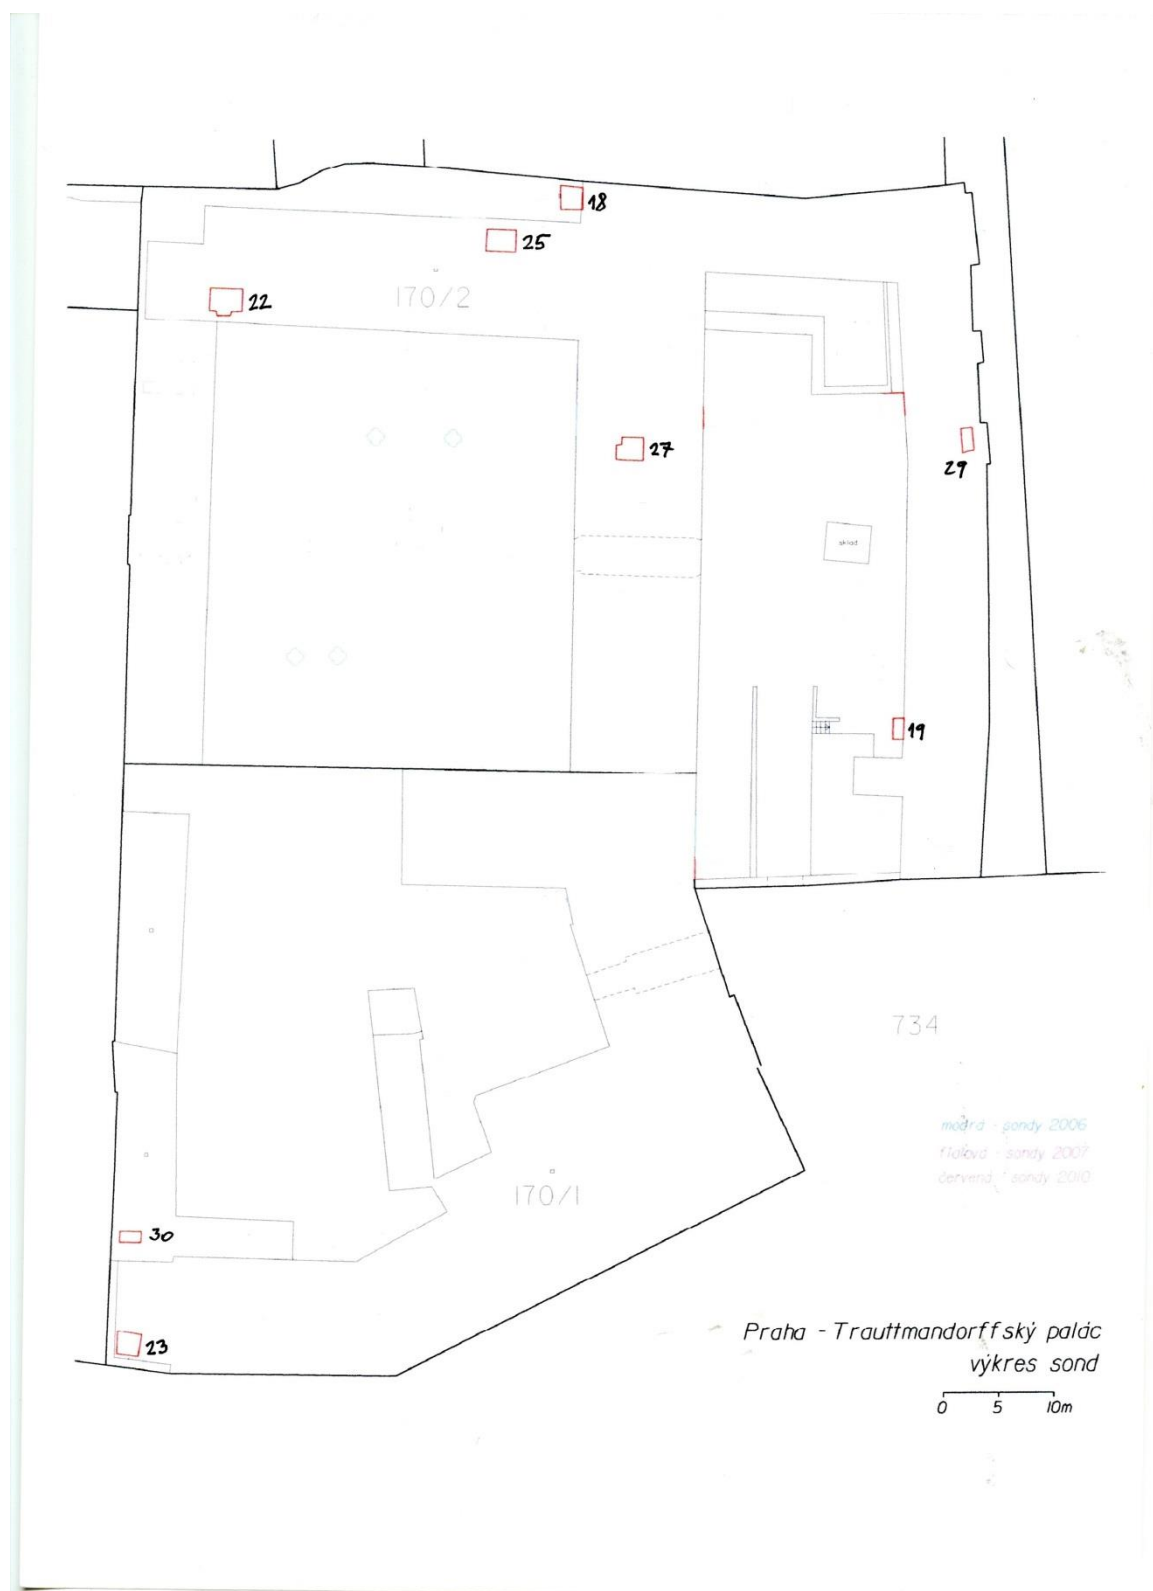 18
25
170/2
22
27
29
sklad
19
734
modrá - sondy 2006
fialová - sondy 2007
červená - sondy 2010
170/1
30
23
Praha - Trauttmandorffský palác
výkres sond
0 5 10m